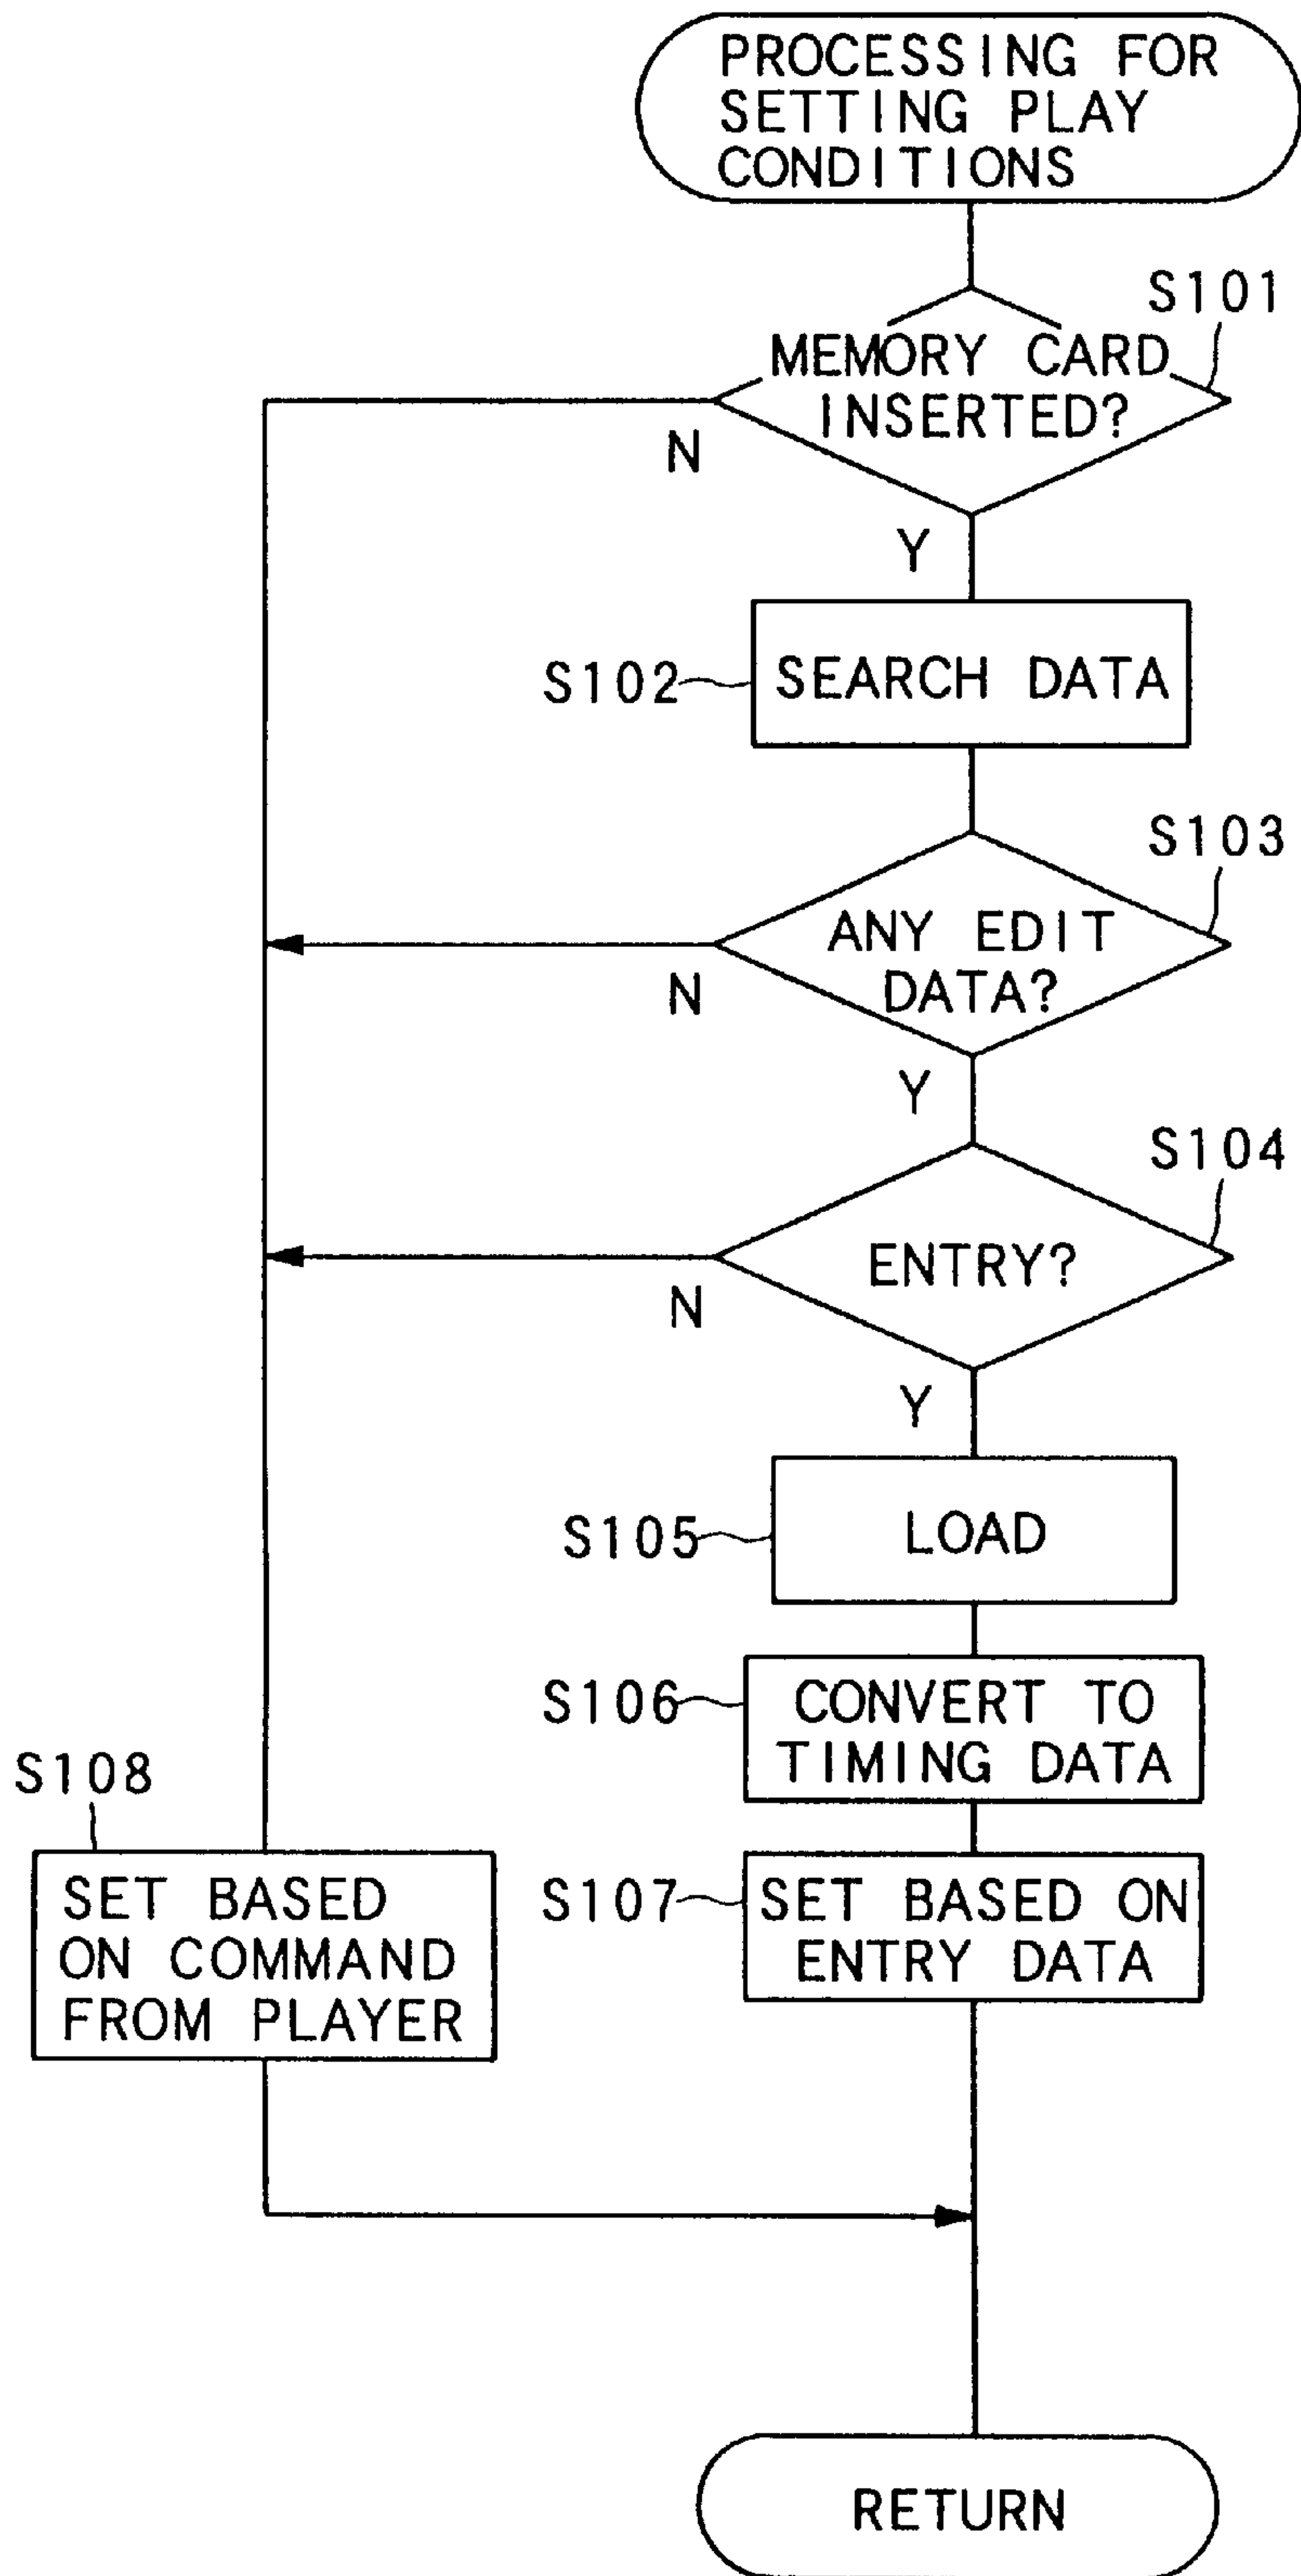 PROCESSING FOR
SETTING PLAY
CONDITIONS
S101
MEMORY CARD
INSERTED?
N
Y
S102
SEARCH DATA
S103
ANY EDIT
DATA?
N
Y
S104
ENTRY?
N
Y
S105
LOAD
S106
CONVERT TO
TIMING DATA
S108
SET BASED
ON COMMAND
FROM PLAYER
S107
SET BASED ON
ENTRY DATA
RETURN